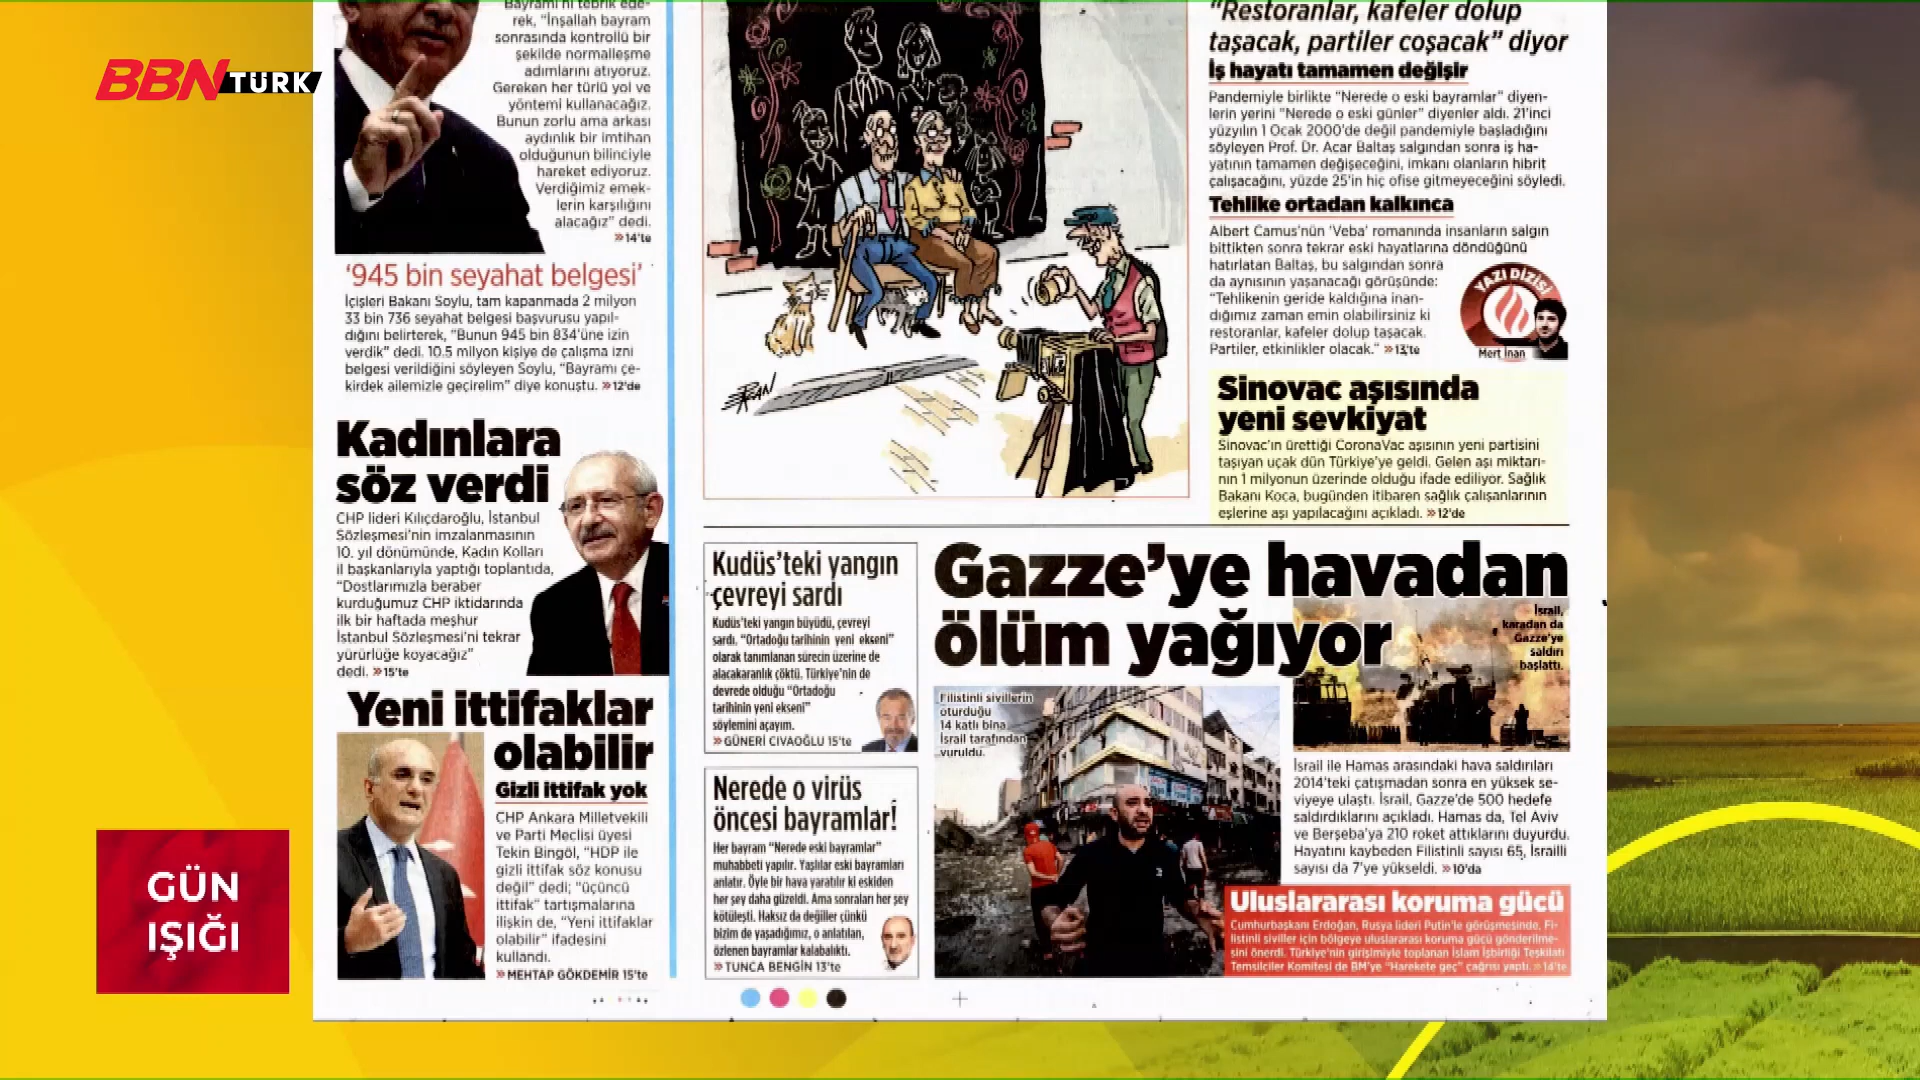 BBN TÜRK
GÜN
IŞIĞI
Bayramı'nı tebrik ede-
rek, "İnşallah bayram
sonrasında kontrollü bir
şekilde normalleşme
adımlarını atıyoruz.
Gereken her türlü yol ve
yöntemi kullanacağız.
Bunun zorlu ama arkası
aydınlık bir imtihan
olduğunun bilinciyle
hareket ediyoruz.
Verdiğimiz emek-
lerin karşılığını
alacağız" dedi.
»14'te
'945 bin seyahat belgesi'
İçişleri Bakanı Soylu, tam kapanmada 2 milyon
33 bin 736 seyahat belgesi başvurusu yapıl-
dığını belirterek, "Bunun 945 bin 834'üne izin
verdik" dedi. 10.5 milyon kişiye de çalışma izni
belgesi verildiğini söyleyen Soylu, "Bayramı çe-
kirdek ailemizle geçirelim" diye konuştu. »12'de
Kadınlara
söz verdi
CHP lideri Kılıçdaroğlu, İstanbul
Sözleşmesi'nin imzalanmasının
10. yıl dönümünde, Kadın Kolları
il başkanlarıyla yaptığı toplantıda,
"Dostlarımızla beraber
kurduğumuz CHP iktidarında
ilk bir haftada meşhur
İstanbul Sözleşmesi'ni tekrar
yürürlüğe koyacağız"
dedi. »15'te
Yeni ittifaklar
olabilir
Gizli ittifak yok
CHP Ankara Milletvekili
ve Parti Meclisi üyesi
Tekin Bingöl, "HDP ile
gizli ittifak söz konusu
değil" dedi; "üçüncü
ittifak" tartışmalarına
ilişkin de, "Yeni ittifaklar
olabilir" ifadesini
kullandı.
»MEHTAP GÖKDEMİR 15'te
"Restoranlar, kafeler dolup
taşacak, partiler coşacak" diyor
İş hayatı tamamen değişir
Pandemiyle birlikte "Nerede o eski bayramlar" diyen-
lerin yerini "Nerede o eski günler" diyenler aldı. 21'inci
yüzyılın 1 Ocak 2000'de değil pandemiyle başladığını
söyleyen Prof. Dr. Acar Baltaş salgından sonra iş ha-
yatının tamamen değişeceğini, imkanı olanların hibrit
çalışacağını, yüzde 25'in hiç ofise gitmeyeceğini söyledi.
Tehlike ortadan kalkınca
Albert Camus'nün 'Veba' romanında insanların salgın
bittikten sonra tekrar eski hayatlarına döndüğünü
hatırlatan Baltaş, bu salgından sonra
da aynısının yaşanacağı görüşünde:
"Tehlikenin geride kaldığına inan-
dığımız zaman emin olabilirsiniz ki
restoranlar, kafeler dolup taşacak.
Partiler, etkinlikler olacak." »13'te
YAZI DİZİSİ
Mert İnan
Sinovac aşısında
yeni sevkiyat
Sinovac'ın ürettiği CoronaVac aşısının yeni partisini
taşıyan uçak dün Türkiye'ye geldi. Gelen aşı miktarı-
nın 1 milyonun üzerinde olduğu ifade ediliyor. Sağlık
Bakanı Koca, bugünden itibaren sağlık çalışanlarının
eşlerine aşı yapılacağını açıkladı. »12'de
Kudüs'teki yangın
çevreyi sardı
Kudüs'teki yangın büyüdü, çevreyi
sardı. "Ortadoğu tarihinin yeni ekseni"
olarak tanımlanan sürecin üzerine de
alacakaranlık çöktü. Türkiye'nin de
devrede olduğu "Ortadoğu
tarihinin yeni ekseni"
söylemini açayım.
»GÜNERİ CIVAOĞLU 15'te
Nerede o virüs
öncesi bayramlar!
Her bayram "Nerede eski bayramlar"
muhabbeti yapılır. Yaşlılar eski bayramları
anlatır. Öyle bir hava yaratılır ki eskiden
her şey daha güzeldi. Ama sonraları her şey
kötüleşti. Haksız da değiller çünkü
bizim de yaşadığımız, o anlatılan,
özlenen bayramlar kalabalıktı.
»TUNCA BENGİN 13'te
Gazze'ye havadan
ölüm yağıyor
İsrail,
karadan da
Gazze'ye
saldırı
başlattı.
Filistinli sivillerin
oturduğu
14 katlı bina
İsrail tarafından
vuruldu.
İsrail ile Hamas arasındaki hava saldırıları
2014'teki çatışmadan sonra en yüksek se-
viyeye ulaştı. İsrail, Gazze'de 500 hedefe
saldırdıklarını açıkladı. Hamas da, Tel Aviv
ve Berşeba'ya 210 roket attıklarını duyurdu.
Hayatını kaybeden Filistinli sayısı 65, İsrailli
sayısı da 7'ye yükseldi. »10'da
Uluslararası koruma gücü
Cumhurbaşkanı Erdoğan, Rusya lideri Putin'le görüşmesinde, Fi-
listinli siviller için bölgeye uluslararası koruma gücü gönderilme-
sini önerdi. Türkiye'nin girişimiyle toplanan İslam İşbirliği Teşkilatı
Temsilciler Komitesi de BM'ye "Harekete geç" çağrısı yaptı. »14'te